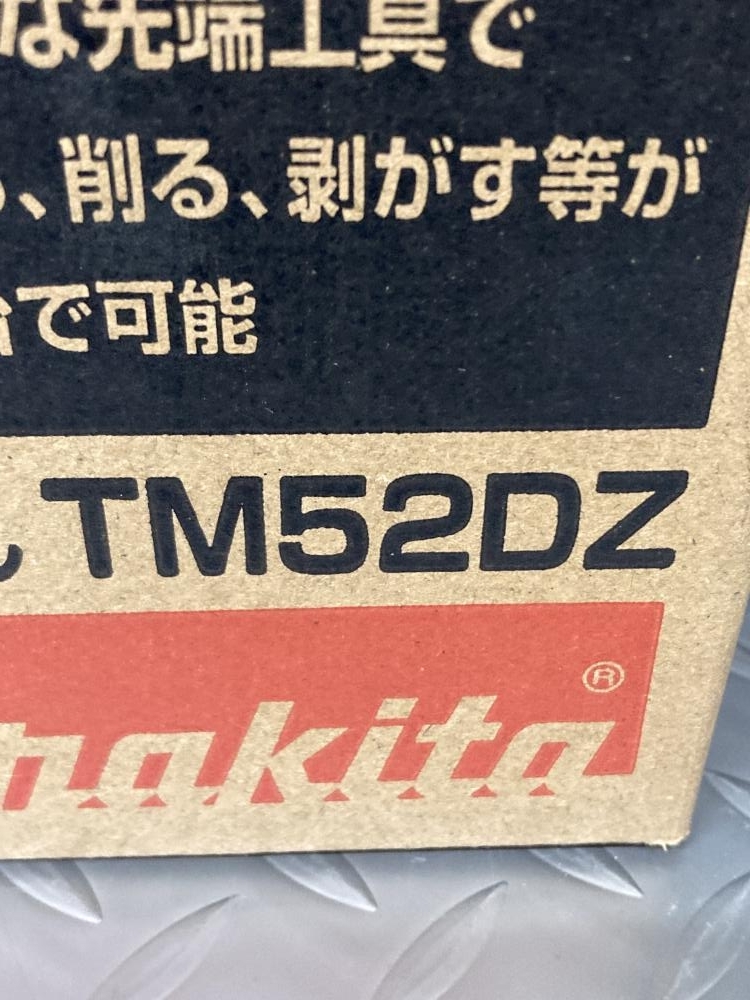 な先端工具で
、削る、剥がす等が
で可能
TM52DZ
makita®